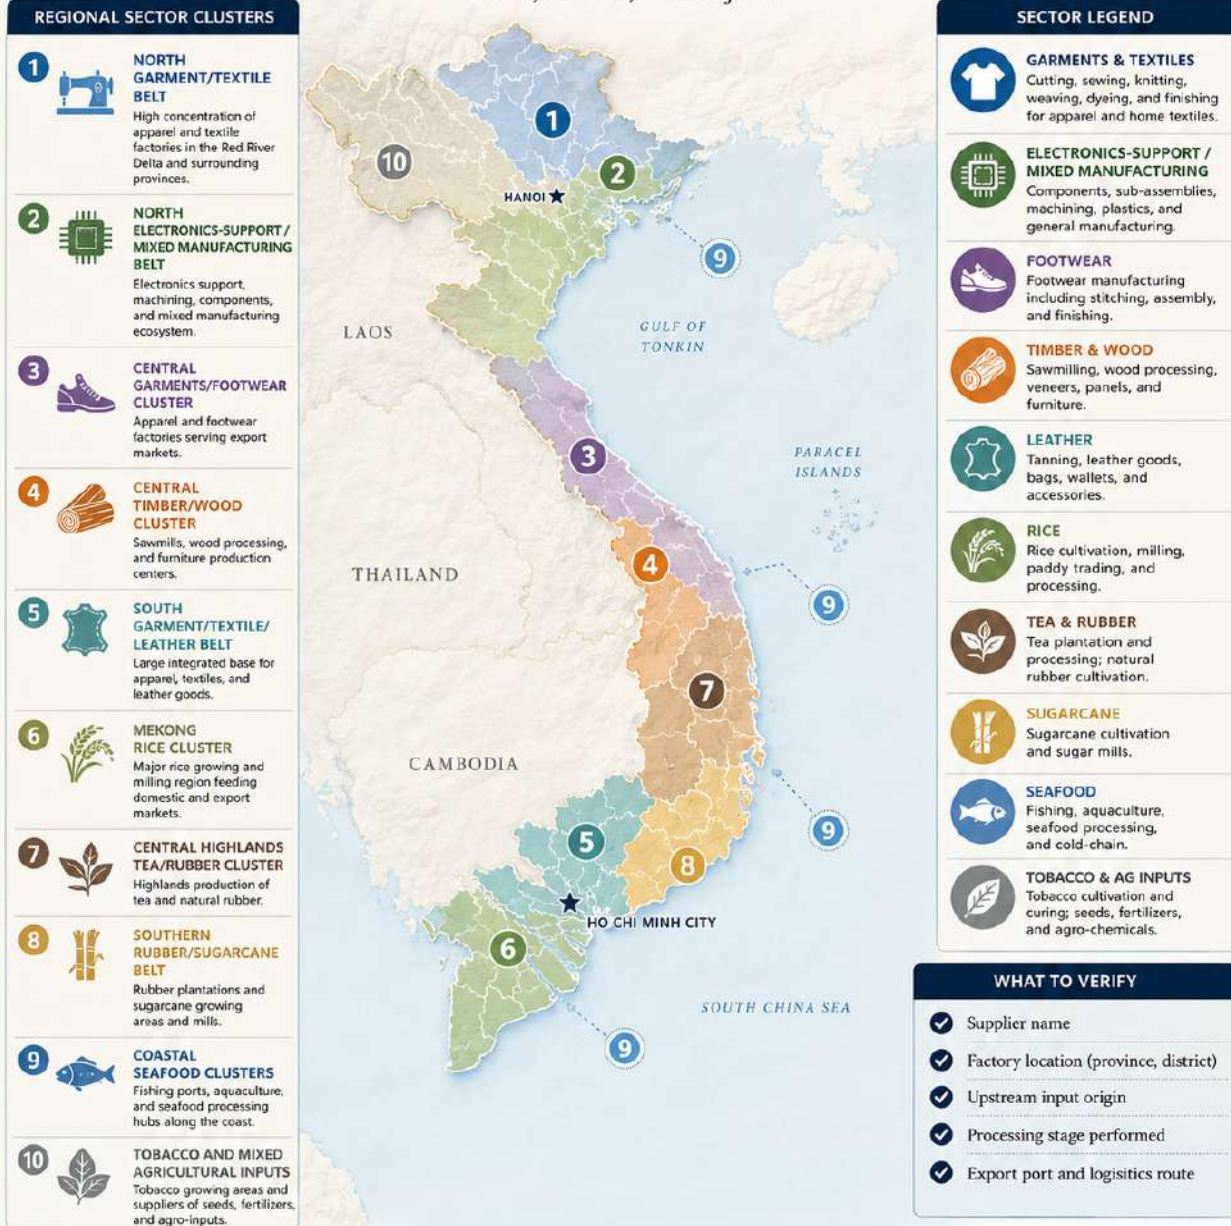 REGIONAL SECTOR CLUSTERS
1
NORTH
GARMENT/TEXTILE
BELT
High concentration of
apparel and textile
factories in the Red River
Delta and surrounding
provinces.
2
NORTH
ELECTRONICS-SUPPORT /
MIXED MANUFACTURING
BELT
Electronics support,
machining, components,
and mixed manufacturing
ecosystem.
3
CENTRAL
GARMENTS/FOOTWEAR
CLUSTER
Apparel and footwear
factories serving export
markets.
4
CENTRAL
TIMBER/WOOD
CLUSTER
Sawmills, wood processing,
and furniture production
centers.
5
SOUTH
GARMENT/TEXTILE/
LEATHER BELT
Large integrated base for
apparel, textiles, and
leather goods.
6
MEKONG
RICE CLUSTER
Major rice growing and
milling region feeding
domestic and export
markets.
7
CENTRAL HIGHLANDS
TEA/RUBBER CLUSTER
Highlands production of
tea and natural rubber.
8
SOUTHERN
RUBBER/SUGARCANE
BELT
Rubber plantations and
sugarcane growing
areas and mills.
9
COASTAL
SEAFOOD CLUSTERS
Fishing ports, aquaculture,
and seafood processing
hubs along the coast.
10
TOBACCO AND MIXED
AGRICULTURAL INPUTS
Tobacco growing areas and
suppliers of seeds, fertilizers,
and agro-inputs.
1
10
2
HANOI
9
LAOS
GULF OF
TONKIN
3
PARACEL
ISLANDS
4
THAILAND
9
7
CAMBODIA
5
9
8
HO CHI MINH CITY
6
SOUTH CHINA SEA
9
SECTOR LEGEND
GARMENTS & TEXTILES
Cutting, sewing, knitting,
weaving, dyeing, and finishing
for apparel and home textiles.
ELECTRONICS-SUPPORT /
MIXED MANUFACTURING
Components, sub-assemblies,
machining, plastics, and
general manufacturing.
FOOTWEAR
Footwear manufacturing
including stitching, assembly,
and finishing.
TIMBER & WOOD
Sawmilling, wood processing,
veneers, panels, and
furniture.
LEATHER
Tanning, leather goods,
bags, wallets, and
accessories.
RICE
Rice cultivation, milling,
paddy trading, and
processing.
TEA & RUBBER
Tea plantation and
processing; natural
rubber cultivation.
SUGARCANE
Sugarcane cultivation
and sugar mills.
SEAFOOD
Fishing, aquaculture,
seafood processing,
and cold-chain.
TOBACCO & AG INPUTS
Tobacco cultivation and
curing; seeds, fertilizers,
and agro-chemicals.
WHAT TO VERIFY
Supplier name
Factory location (province, district)
Upstream input origin
Processing stage performed
Export port and logisitics route